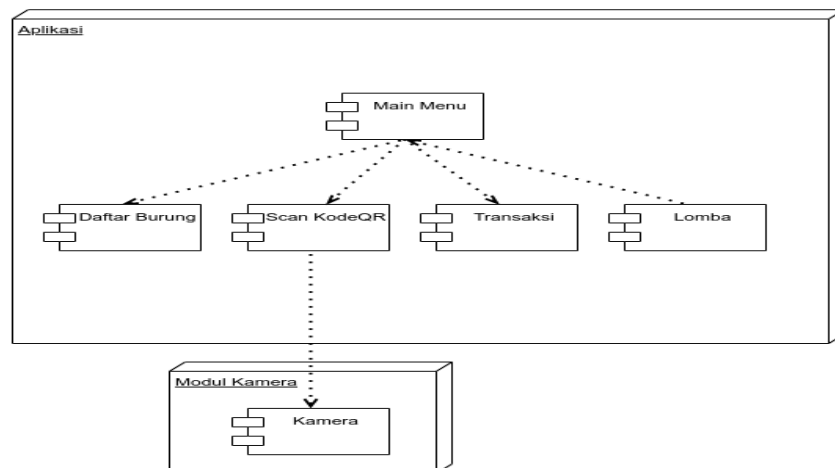 Aplikasi
Main Menu
Daftar Burung
Scan KodeQR
Transaksi
Lomba
Modul Kamera
Kamera